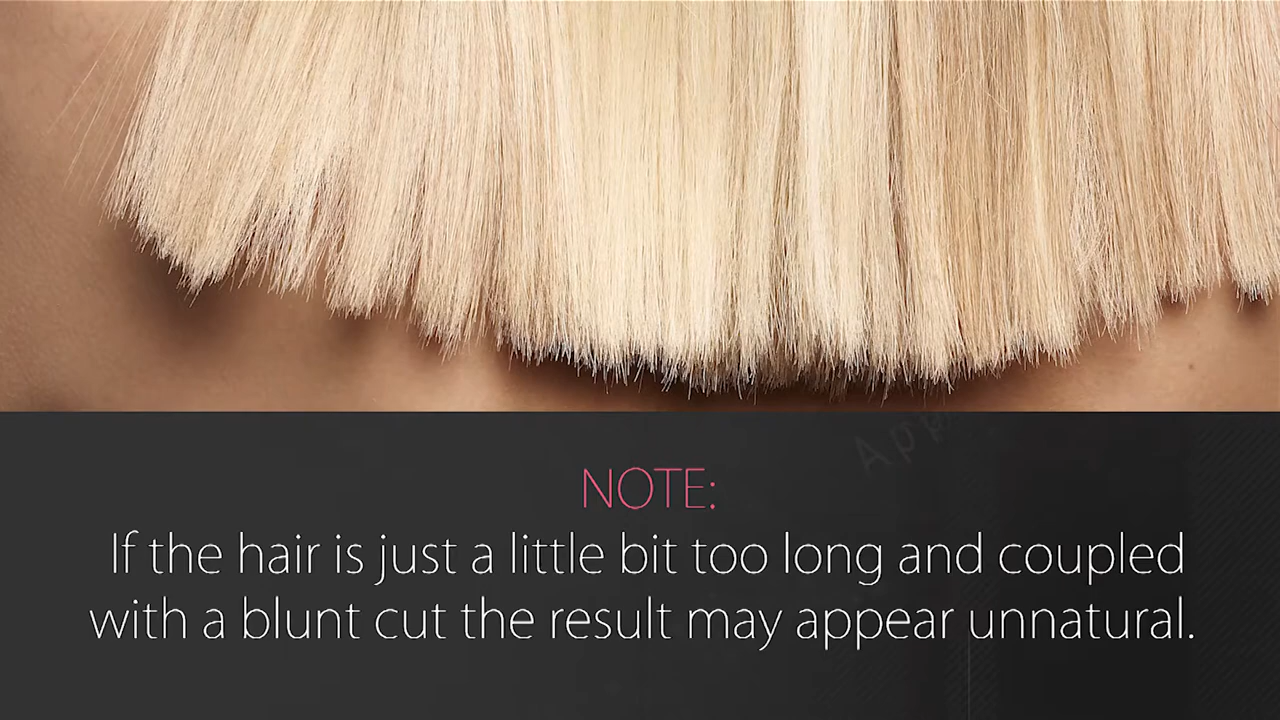 NOTE:
If the hair is just a little bit too long and coupled
with a blunt cut the result may appear unnatural.